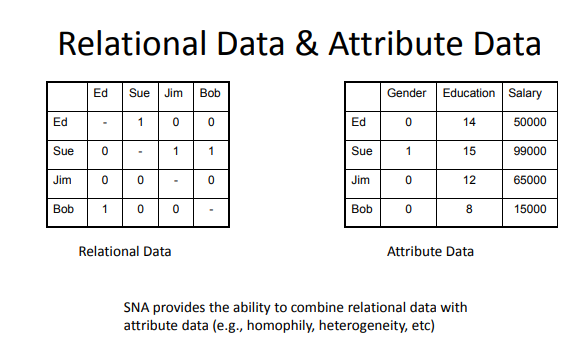 Relational Data & Attribute Data
Ed Sue Jim Bob
Ed - 1 0 0
Sue 0 - 1 1
Jim 0 0 - 0
Bob 1 0 0 -
Relational Data
Gender Education Salary
Ed 0 14 50000
Sue 1 15 99000
Jim 0 12 65000
Bob 0 8 15000
Attribute Data
SNA provides the ability to combine relational data with
attribute data (e.g., homophily, heterogeneity, etc)